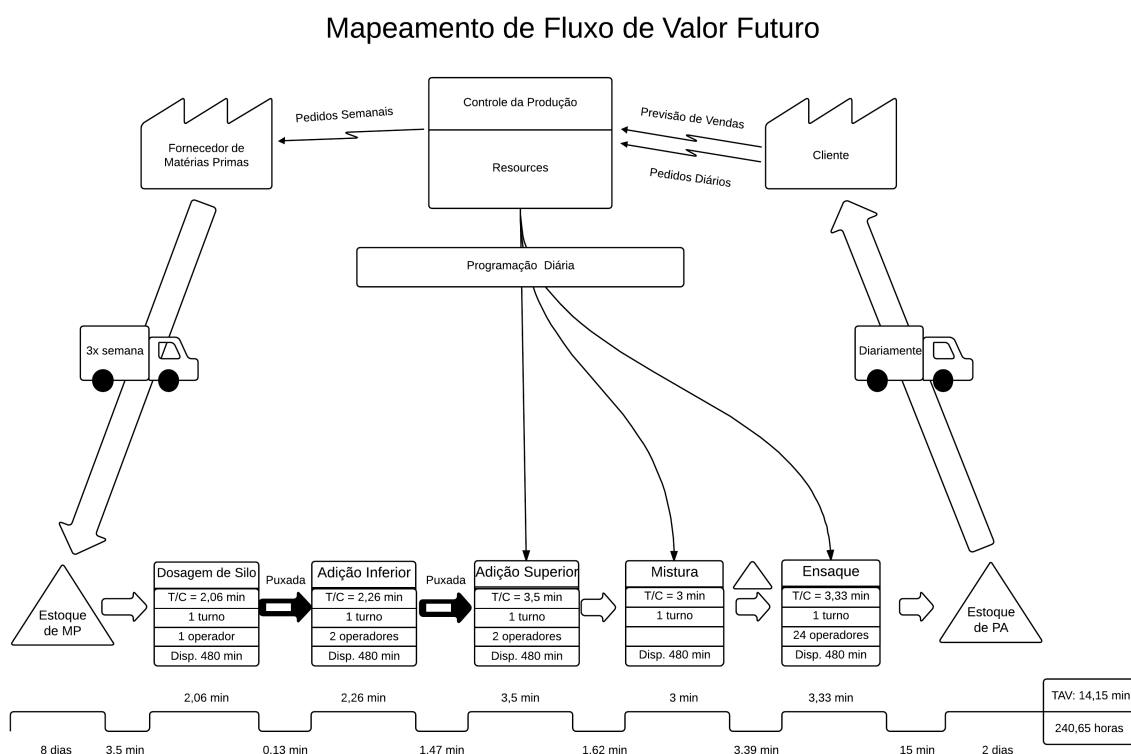 Mapeamento de Fluxo de Valor Futuro
Fornecedor de
Matérias Primas
Pedidos Semanais
Controle da Produção
Resources
Previsão de Vendas
Pedidos Diários
Cliente
Programação Diária
3x semana
Diariamente
Estoque
de MP
Dosagem de Silo
T/C = 2,06 min
1 turno
1 operador
Disp. 480 min
Puxada
Adição Inferior
T/C = 2,26 min
1 turno
2 operadores
Disp. 480 min
Puxada
Adição Superior
T/C = 3,5 min
1 turno
2 operadores
Disp. 480 min
Mistura
T/C = 3 min
1 turno
Disp. 480 min
Ensaque
T/C = 3,33 min
1 turno
24 operadores
Disp. 480 min
Estoque
de PA
2,06 min
2,26 min
3,5 min
3 min
3,33 min
TAV: 14,15 min
240,65 horas
8 dias
3.5 min
0.13 min
1.47 min
1.62 min
3.39 min
15 min
2 dias